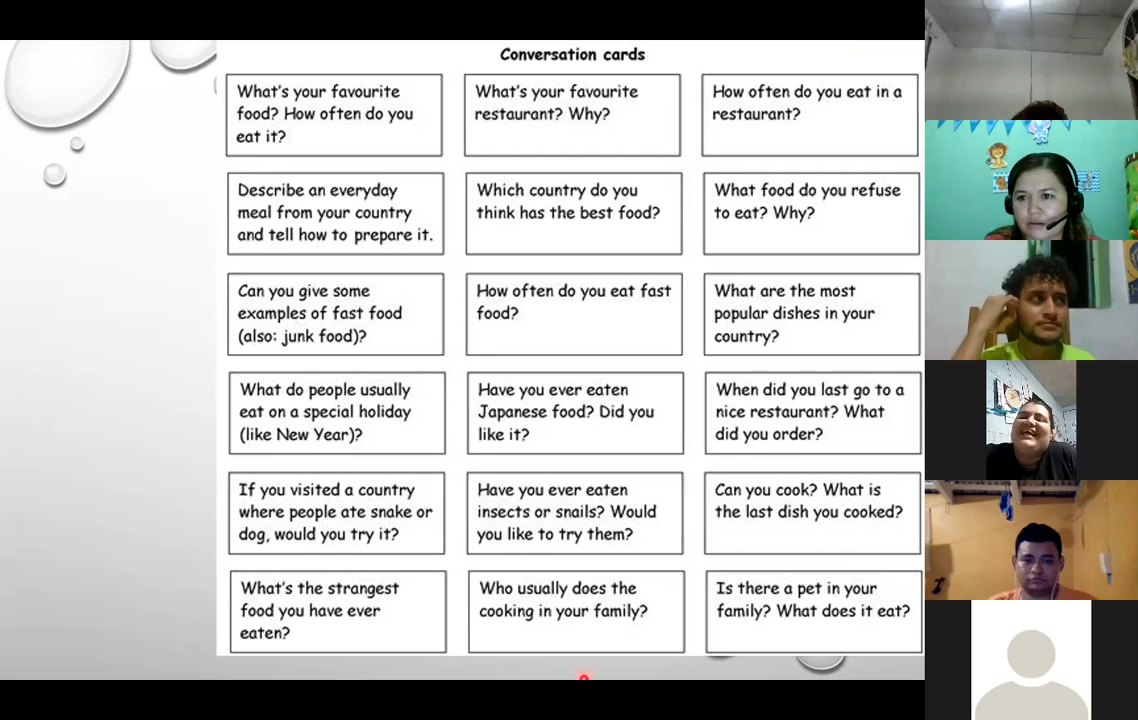 Conversation cards
What's your favourite
food? How often do you
eat it?
What's your favourite
restaurant? Why?
How often do you eat in a
restaurant?
Describe an everyday
meal from your country
and tell how to prepare it.
Which country do you
think has the best food?
What food do you refuse
to eat? Why?
Can you give some
examples of fast food
(also: junk food)?
How often do you eat fast
food?
What are the most
popular dishes in your
country?
What do people usually
eat on a special holiday
(like New Year)?
Have you ever eaten
Japanese food? Did you
like it?
When did you last go to a
nice restaurant? What
did you order?
If you visited a country
where people ate snake or
dog, would you try it?
Have you ever eaten
insects or snails? Would
you like to try them?
Can you cook? What is
the last dish you cooked?
What's the strangest
food you have ever
eaten?
Who usually does the
cooking in your family?
Is there a pet in your
family? What does it eat?